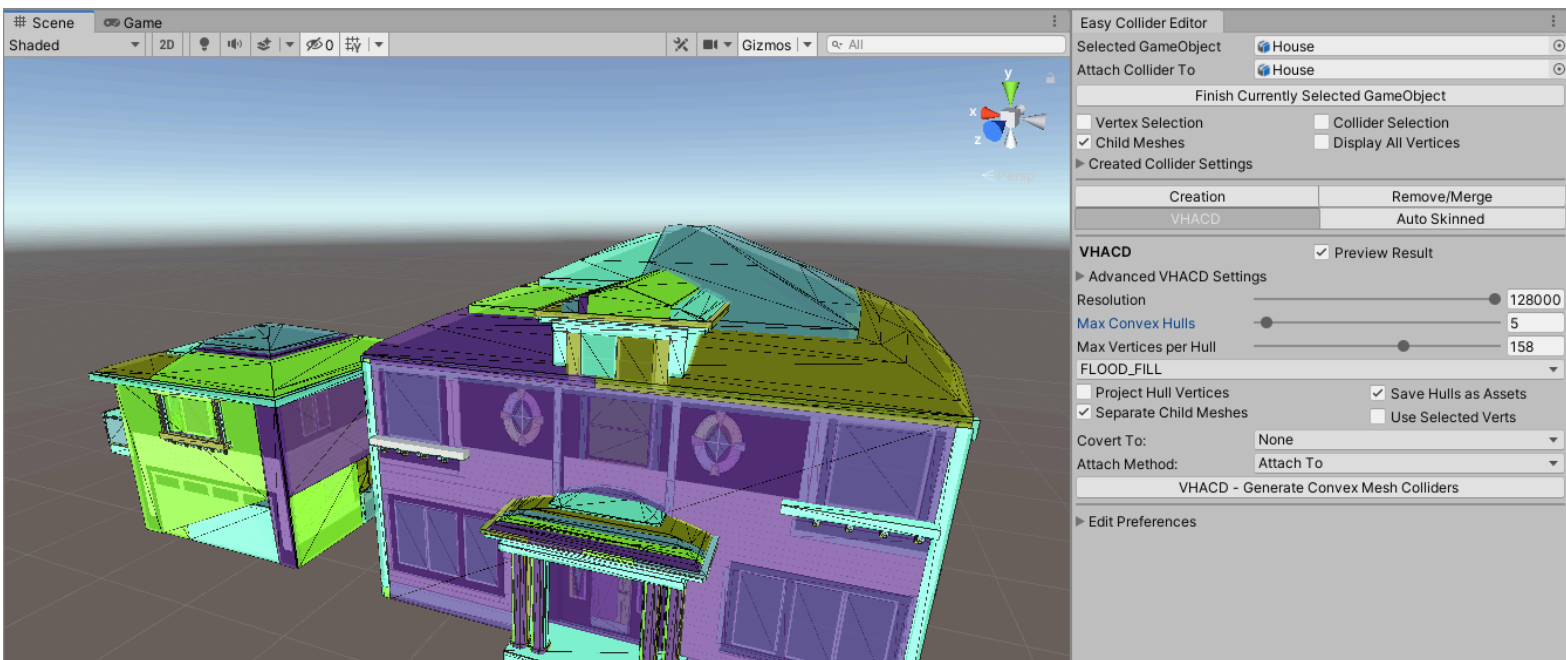 Scene Game
Shaded 2D 0 Gizmos All
y
x
z
Persp
Easy Collider Editor
Selected GameObject House
Attach Collider To House
Finish Currently Selected GameObject
Vertex Selection Collider Selection
Child Meshes Display All Vertices
Created Collider Settings
Creation Remove/Merge
VHACD Auto Skinned
VHACD Preview Result
Advanced VHACD Settings
Resolution 128000
Max Convex Hulls 5
Max Vertices per Hull 158
FLOOD_FILL
Project Hull Vertices Save Hulls as Assets
Separate Child Meshes Use Selected Verts
Covert To: None
Attach Method: Attach To
VHACD - Generate Convex Mesh Colliders
Edit Preferences